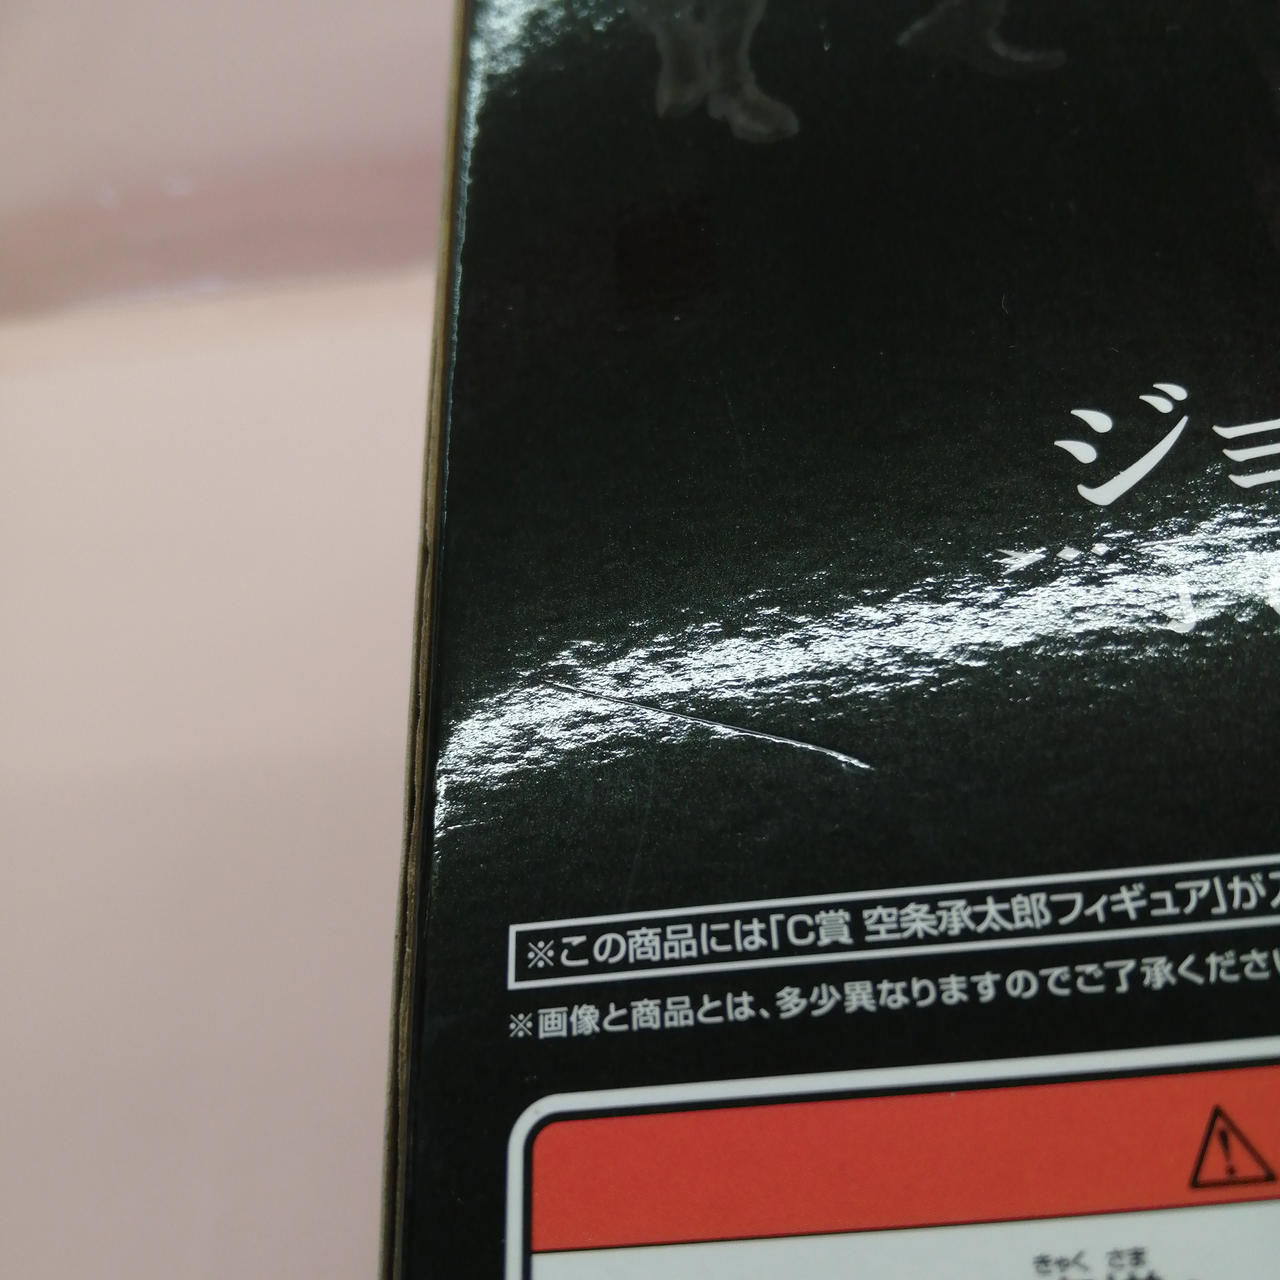 ジョ
※この商品には「C賞 空条承太郎フィギュア」が入
※画像と商品とは、多少異なりますのでご了承ください
きゃく さま